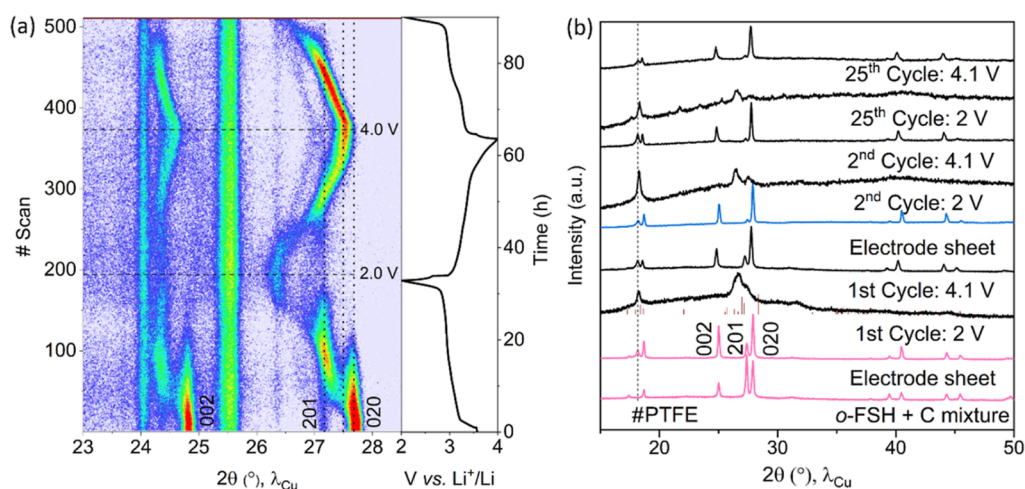 (a)
500
400
300
200
100
# Scan
23
24
25
26
27
28
2θ (°), λCu
002
201
020
4.0 V
2.0 V
80
60
40
20
0
Time (h)
2
3
4
V vs. Li⁺/Li
(b)
Intensity (a.u.)
25th Cycle: 4.1 V
25th Cycle: 2 V
2nd Cycle: 4.1 V
2nd Cycle: 2 V
Electrode sheet
1st Cycle: 4.1 V
1st Cycle: 2 V
002
201
020
Electrode sheet
#PTFE
o-FSH + C mixture
20
30
40
50
2θ (°), λCu